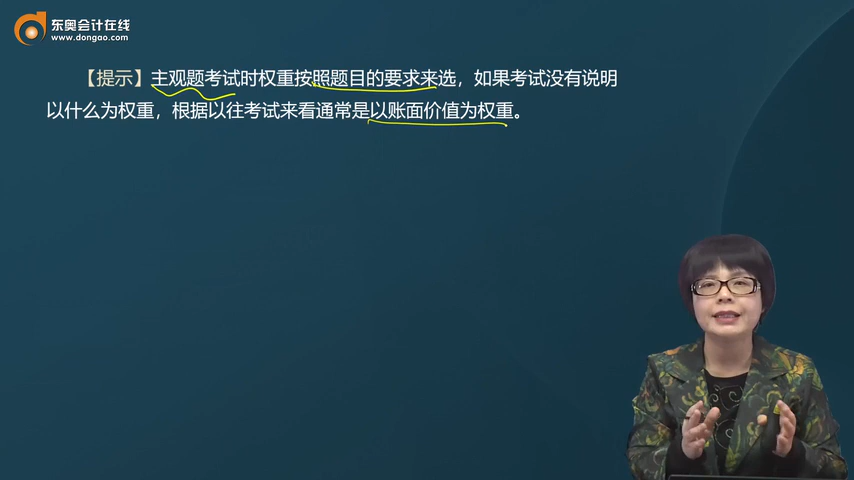 东奥会计在线
www.dongao.com
【提示】主观题考试时权重按照题目的要求来选，如果考试没有说明
以什么为权重，根据以往考试来看通常是以账面价值为权重。